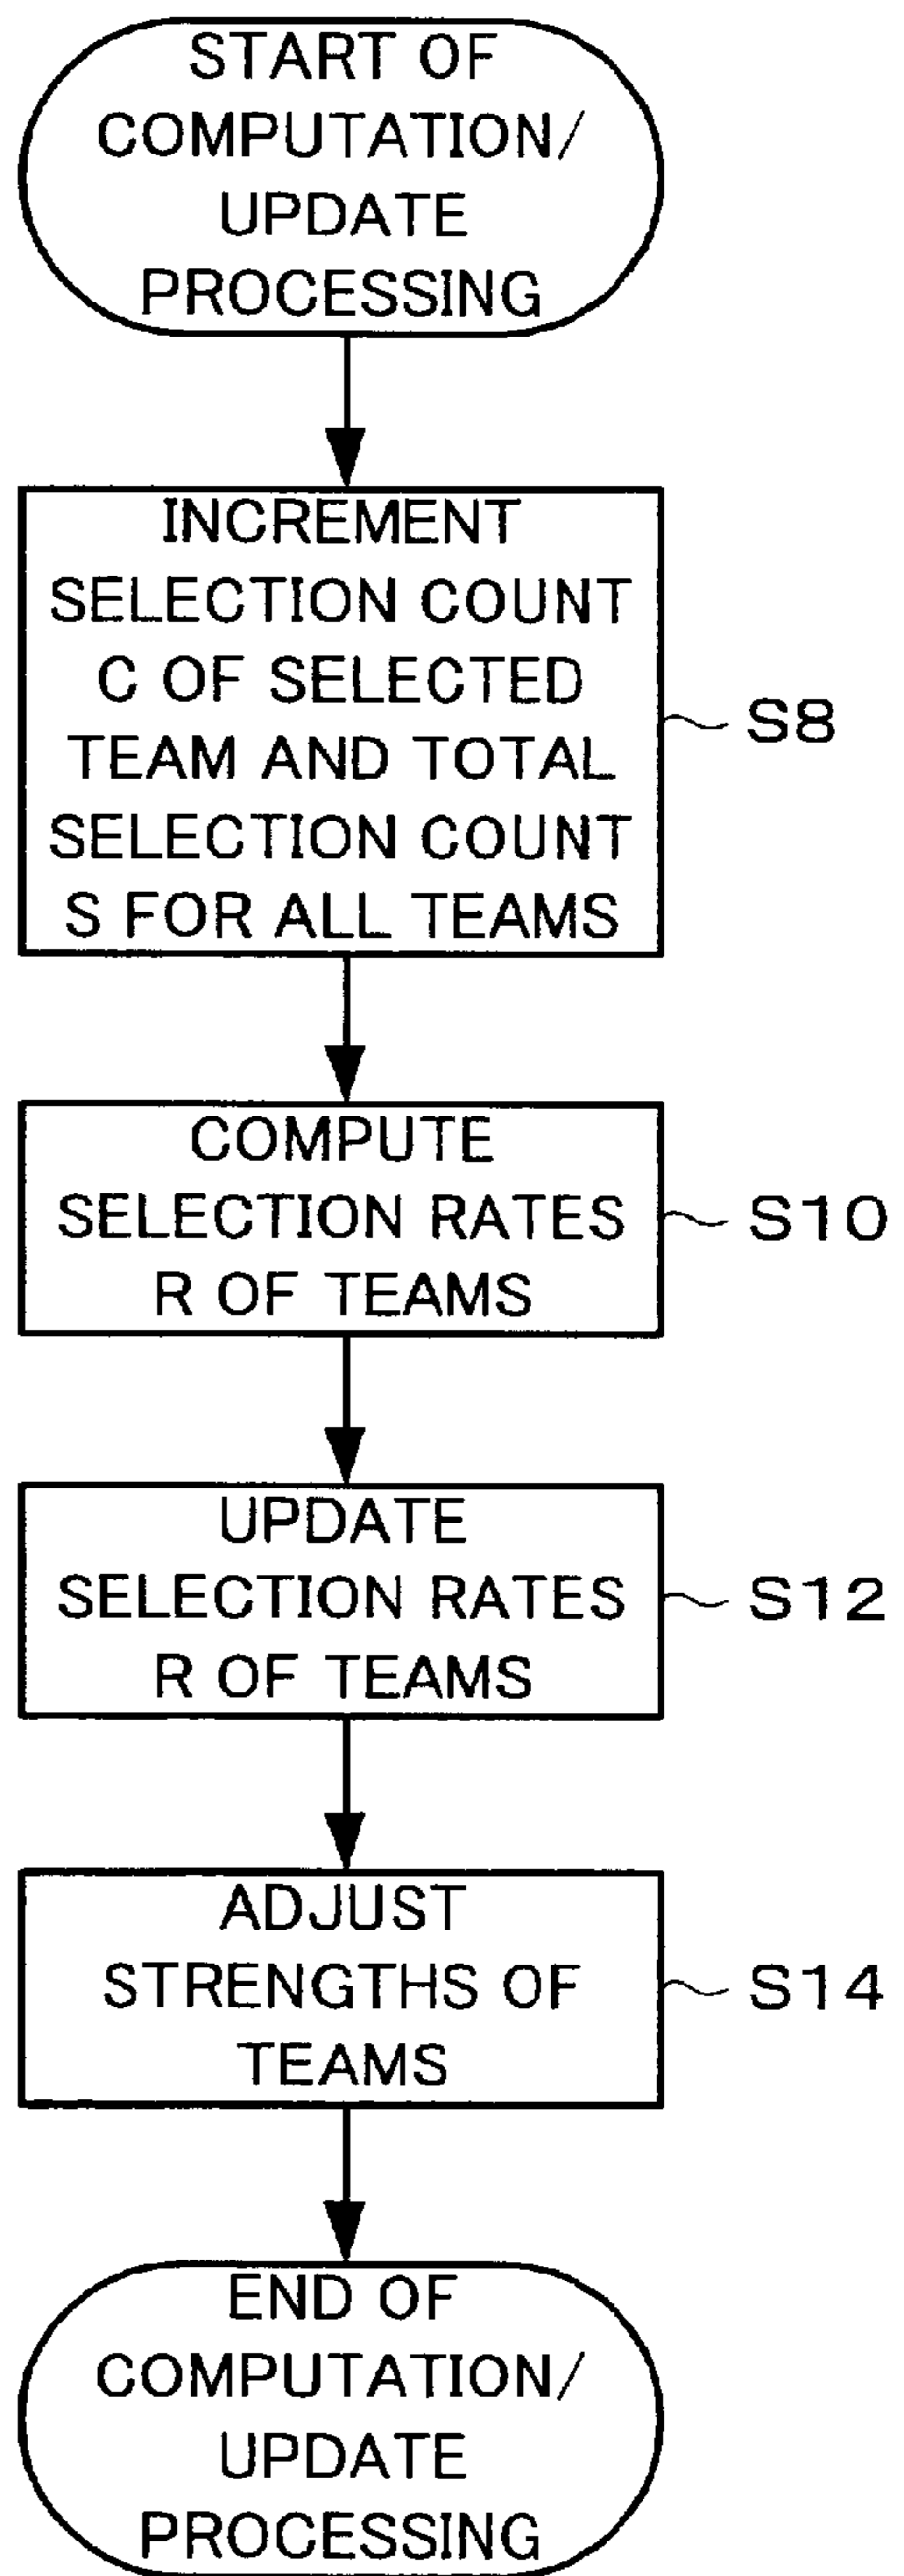 START OF
COMPUTATION/
UPDATE
PROCESSING
INCREMENT
SELECTION COUNT
C OF SELECTED
TEAM AND TOTAL
SELECTION COUNT
S FOR ALL TEAMS
S8
COMPUTE
SELECTION RATES
R OF TEAMS
S10
UPDATE
SELECTION RATES
R OF TEAMS
S12
ADJUST
STRENGTHS OF
TEAMS
S14
END OF
COMPUTATION/
UPDATE
PROCESSING